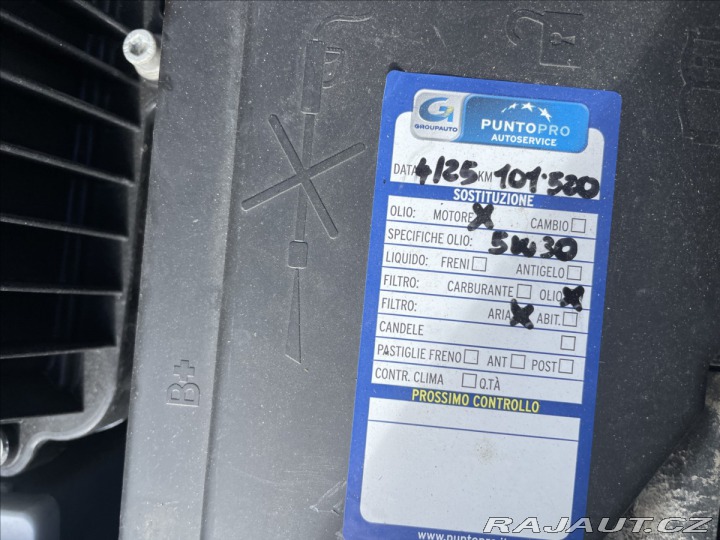 GROUPAUTO
PUNTOPRO
AUTOSERVICE
DATA 4/25 KM 101.520
SOSTITUZIONE
OLIO: MOTORE X CAMBIO
SPECIFICHE OLIO: 5W30
LIQUIDO: FRENI ANTIGELO
FILTRO: CARBURANTE OLIO X
FILTRO: ARIA X ABIT.
CANDELE
PASTIGLIE FRENO ANT POST
CONTR. CLIMA Q.TÀ
PROSSIMO CONTROLLO
B+
RAJAUT.CZ